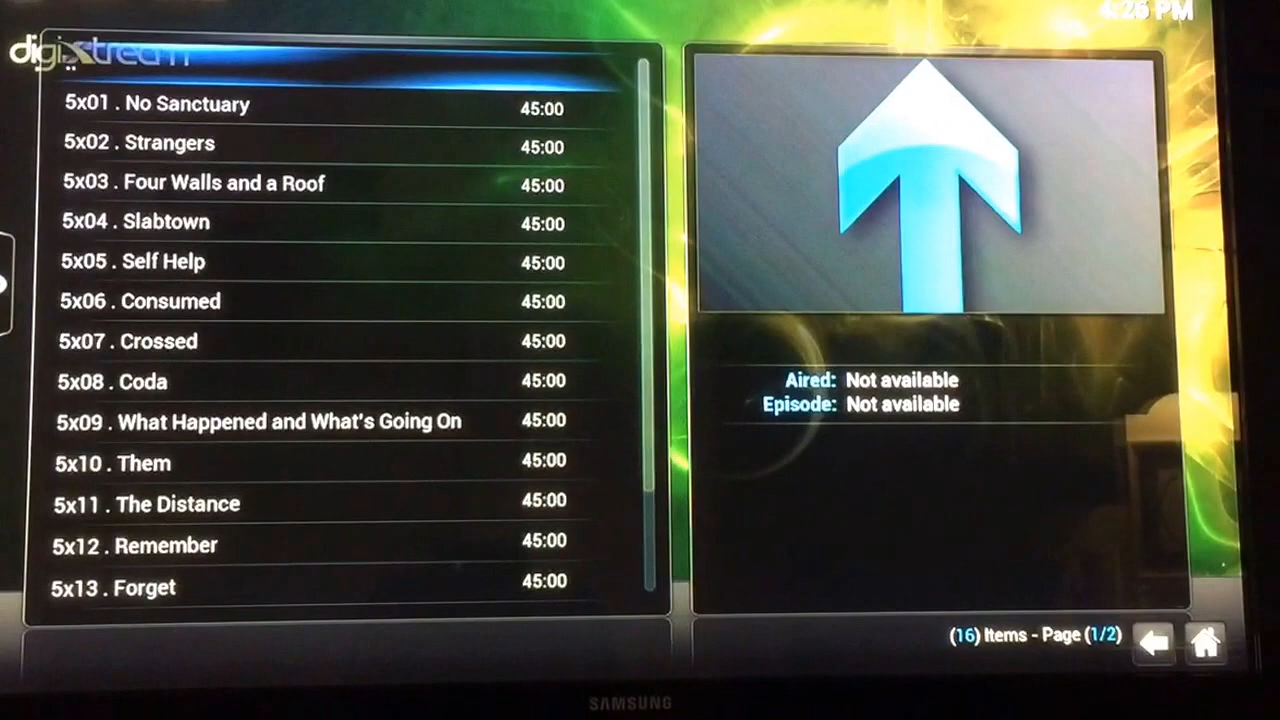 4:26 PM
digixstream
..
5x01 . No Sanctuary 45:00
5x02 . Strangers 45:00
5x03 . Four Walls and a Roof 45:00
5x04 . Slabtown 45:00
5x05 . Self Help 45:00
5x06 . Consumed 45:00
5x07 . Crossed 45:00
5x08 . Coda 45:00
5x09 . What Happened and What's Going On 45:00
5x10 . Them 45:00
5x11 . The Distance 45:00
5x12 . Remember 45:00
5x13 . Forget 45:00
Aired: Not available
Episode: Not available
(16) Items - Page (1/2)
SAMSUNG